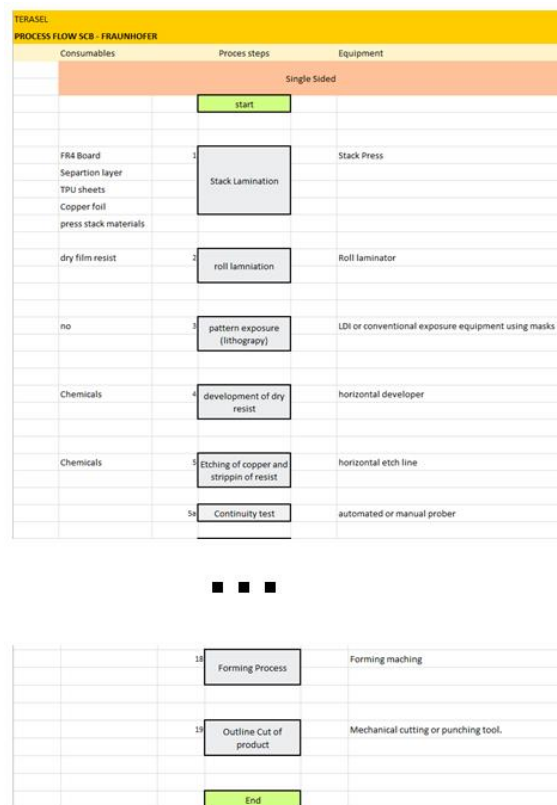 TERASEL
PROCESS FLOW SCB - FRAUNHOFER
Consumables Proces steps Equipment
Single Sided
start
FR4 Board 1 Stack Lamination Stack Press
Separtion layer
TPU sheets
Copper foil
press stack materials
dry film resist 2 roll lamniation Roll laminator
no 3 pattern exposure LDI or conventional exposure equipment using masks
(lithograpy)
Chemicals 4 development of dry horizontal developer
resist
Chemicals 5 Etching of copper and horizontal etch line
strippin of resist
5a Continuity test automated or manual prober
18 Forming Process Forming maching
19 Outline Cut of Mechanical cutting or punching tool.
product
End